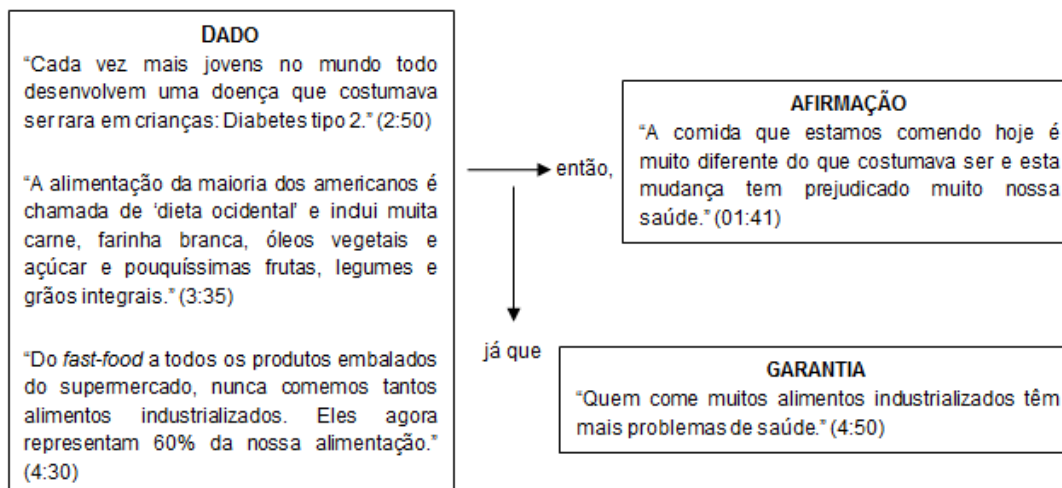 DADO
“Cada vez mais jovens no mundo todo
desenvolvem uma doença que costumava
ser rara em crianças: Diabetes tipo 2.” (2:50)
“A alimentação da maioria dos americanos é
chamada de ‘dieta ocidental’ e inclui muita
carne, farinha branca, óleos vegetais e
açúcar e pouquíssimas frutas, legumes e
grãos integrais.” (3:35)
“Do fast-food a todos os produtos embalados
do supermercado, nunca comemos tantos
alimentos industrializados. Eles agora
representam 60% da nossa alimentação.”
(4:30)
então,
AFIRMAÇÃO
“A comida que estamos comendo hoje é
muito diferente do que costumava ser e esta
mudança tem prejudicado muito nossa
saúde.” (01:41)
já que
GARANTIA
“Quem come muitos alimentos industrializados têm
mais problemas de saúde.” (4:50)